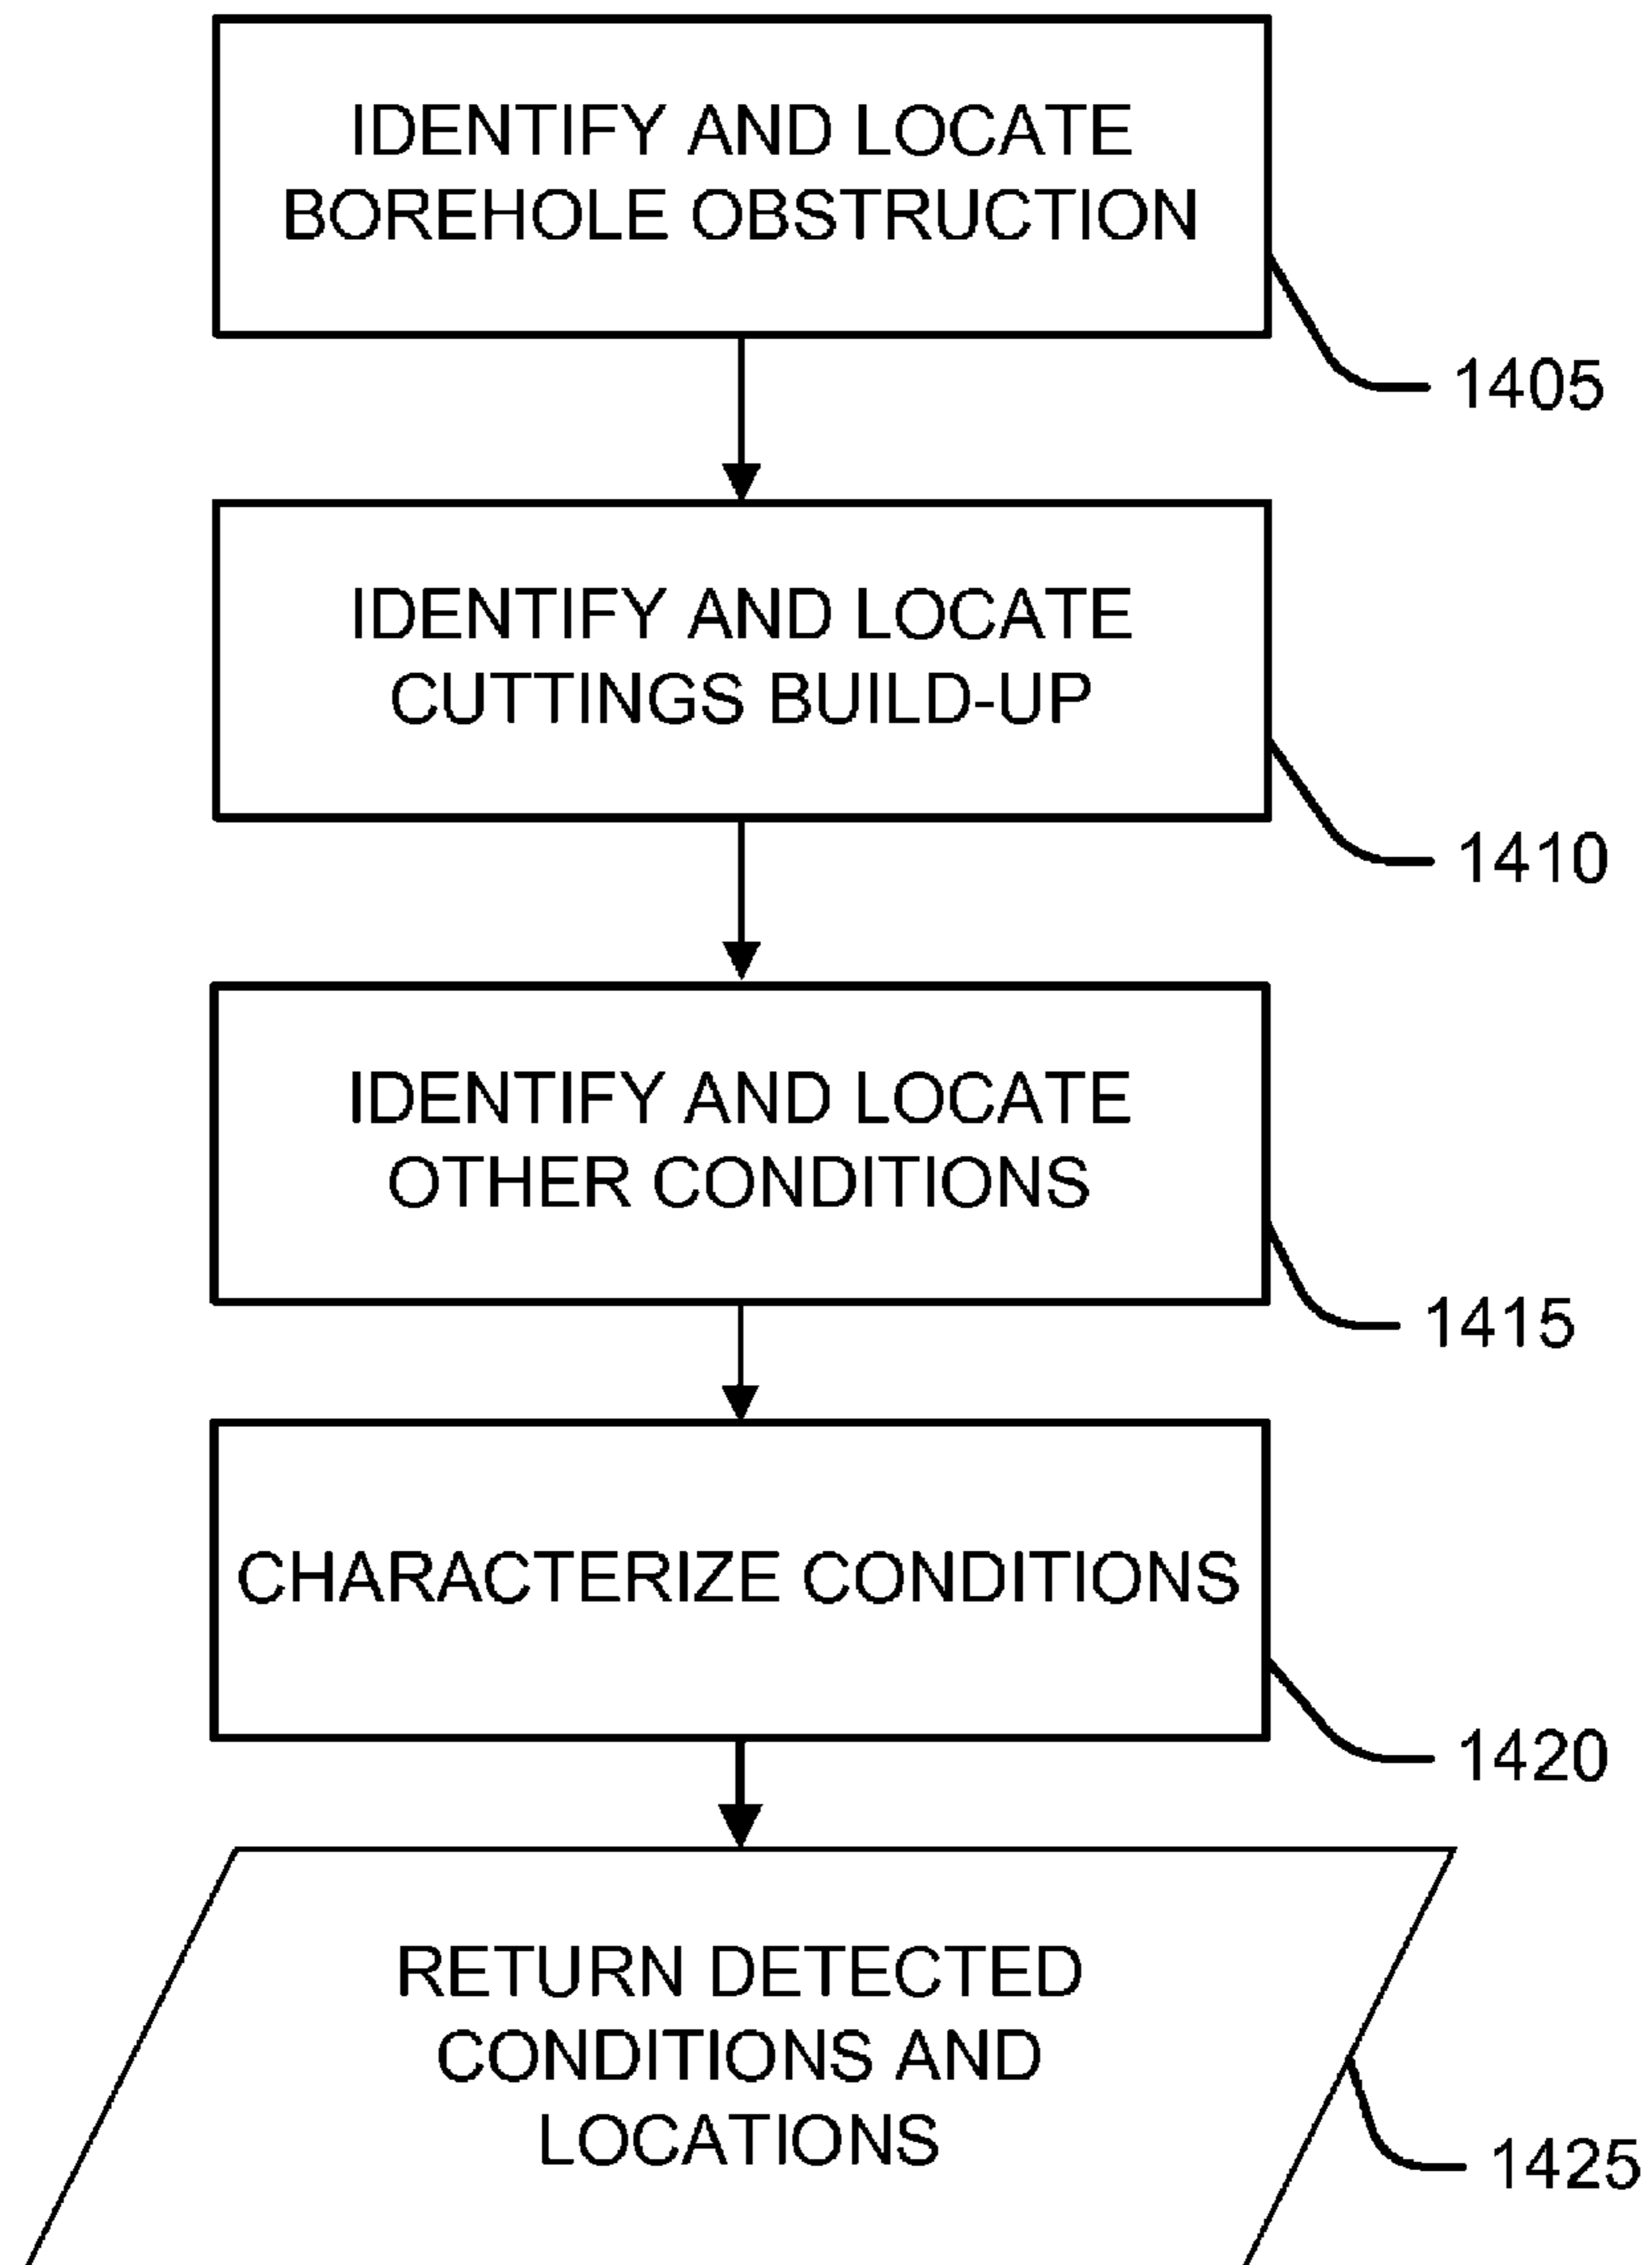 IDENTIFY AND LOCATE
BOREHOLE OBSTRUCTION
1405
IDENTIFY AND LOCATE
CUTTINGS BUILD-UP
1410
IDENTIFY AND LOCATE
OTHER CONDITIONS
1415
CHARACTERIZE CONDITIONS
1420
RETURN DETECTED
CONDITIONS AND
LOCATIONS
1425